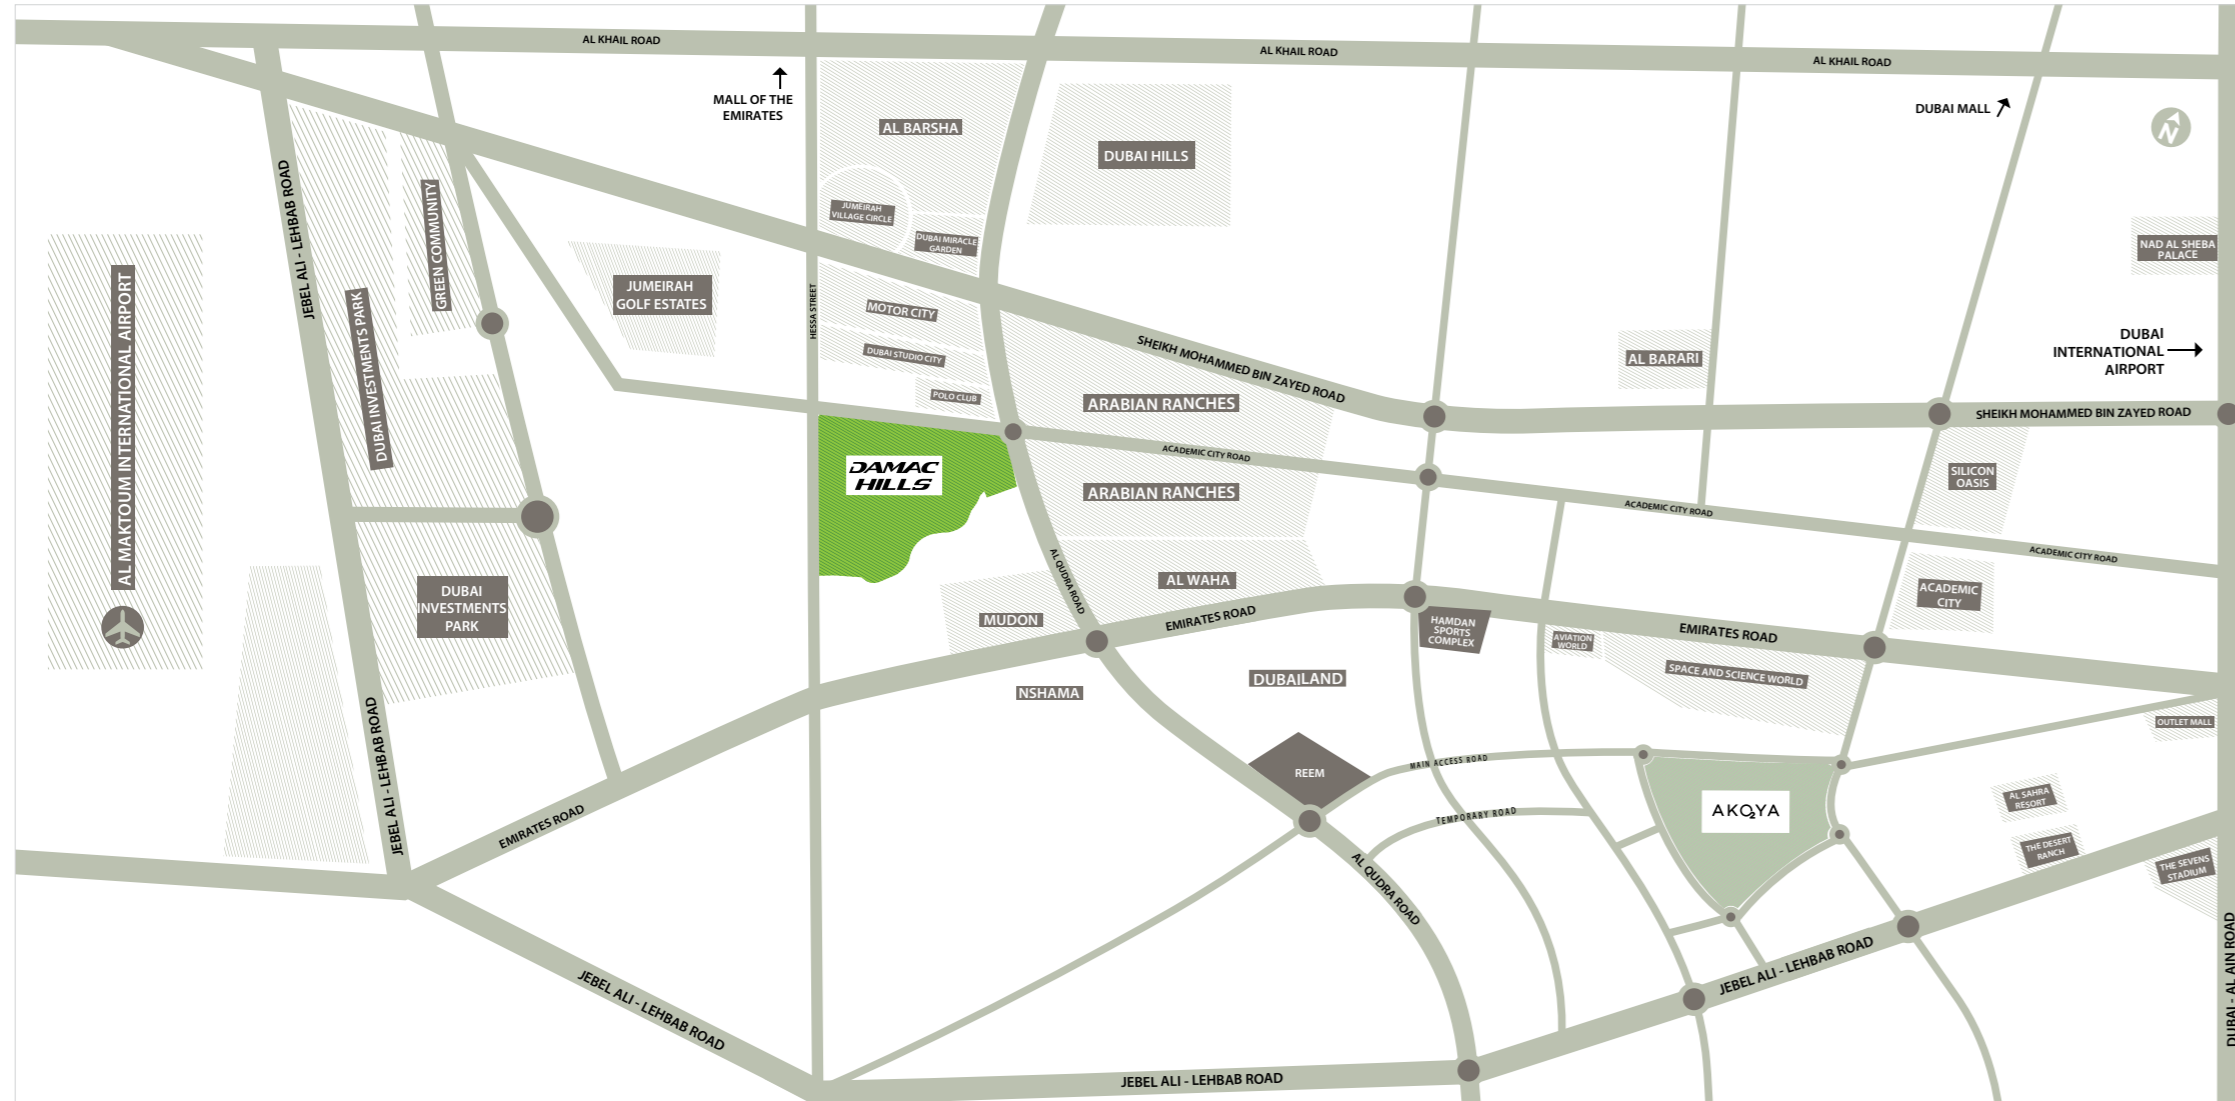 AL KHAIL ROAD
AL KHAIL ROAD
AL KHAIL ROAD
MALL OF THE
EMIRATES
DUBAI MALL
N
AL BARSHA
DUBAI HILLS
JEBEL ALI - LEHBAB ROAD
GREEN COMMUNITY
JUMEIRAH
VILLAGE CIRCLE
DUBAI MIRACLE
GARDEN
NAD AL SHEBA
PALACE
AL MAKTOUM INTERNATIONAL AIRPORT
DUBAI INVESTMENTS PARK
JUMEIRAH
GOLF ESTATES
HESSA STREET
MOTOR CITY
DUBAI STUDIO CITY
POLO CLUB
SHEIKH MOHAMMED BIN ZAYED ROAD
AL BARARI
DUBAI
INTERNATIONAL
AIRPORT
ARABIAN RANCHES
SHEIKH MOHAMMED BIN ZAYED ROAD
ACADEMIC CITY ROAD
DAMAC
HILLS
ARABIAN RANCHES
SILICON
OASIS
ACADEMIC CITY ROAD
ACADEMIC CITY ROAD
AL QUDRA ROAD
AL WAHA
DUBAI
INVESTMENTS
PARK
MUDON
EMIRATES ROAD
HAMDAN
SPORTS
COMPLEX
ACADEMIC
CITY
EMIRATES ROAD
AVIATION
WORLD
SPACE AND SCIENCE WORLD
DUBAILAND
NSHAMA
OUTLET MALL
JEBEL ALI - LEHBAB ROAD
REEM
MAIN ACCESS ROAD
TEMPORARY ROAD
AKO2YA
AL SAHRA
RESORT
EMIRATES ROAD
THE DESERT
RANCH
THE SEVENS
STADIUM
AL QUDRA ROAD
JEBEL ALI - LEHBAB ROAD
JEBEL ALI - LEHBAB ROAD
DUBAI - AL AIN ROAD
JEBEL ALI - LEHBAB ROAD